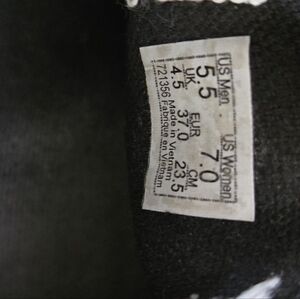 US Men . US Women
5.5 7.0
UK EUR CM
4.5 37.0 23.5
Made in Vietnam
721356 Fabriqué en Vietnam